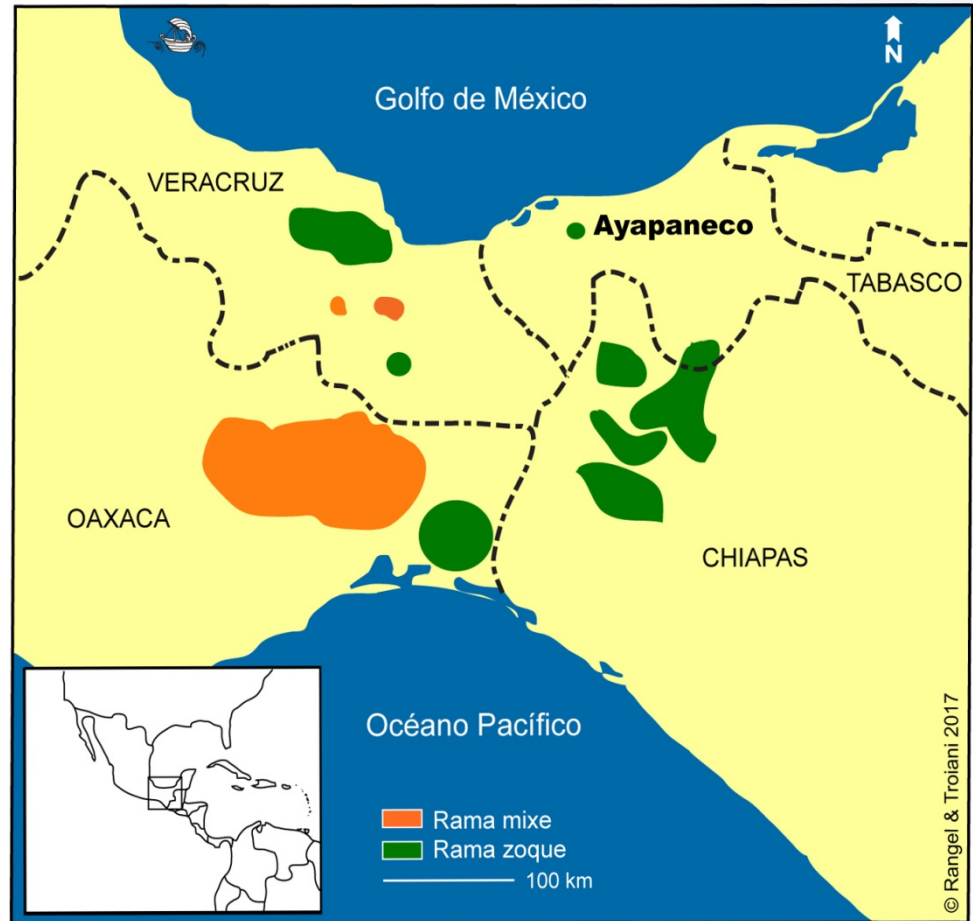 N
Golfo de México
VERACRUZ
Ayapaneco
TABASCO
OAXACA
CHIAPAS
Océano Pacífico
Rama mixe
Rama zoque
100 km
© Rangel & Troiani 2017